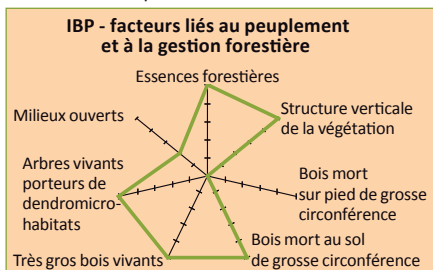 IBP - facteurs liés au peuplement
et à la gestion forestière
Essences forestières
Structure verticale
de la végétation
Milieux ouverts
Arbres vivants
porteurs de
dendromicro-
habitats
Bois mort
sur pied de grosse
circonférence
Très gros bois vivants
Bois mort au sol
de grosse circonférence